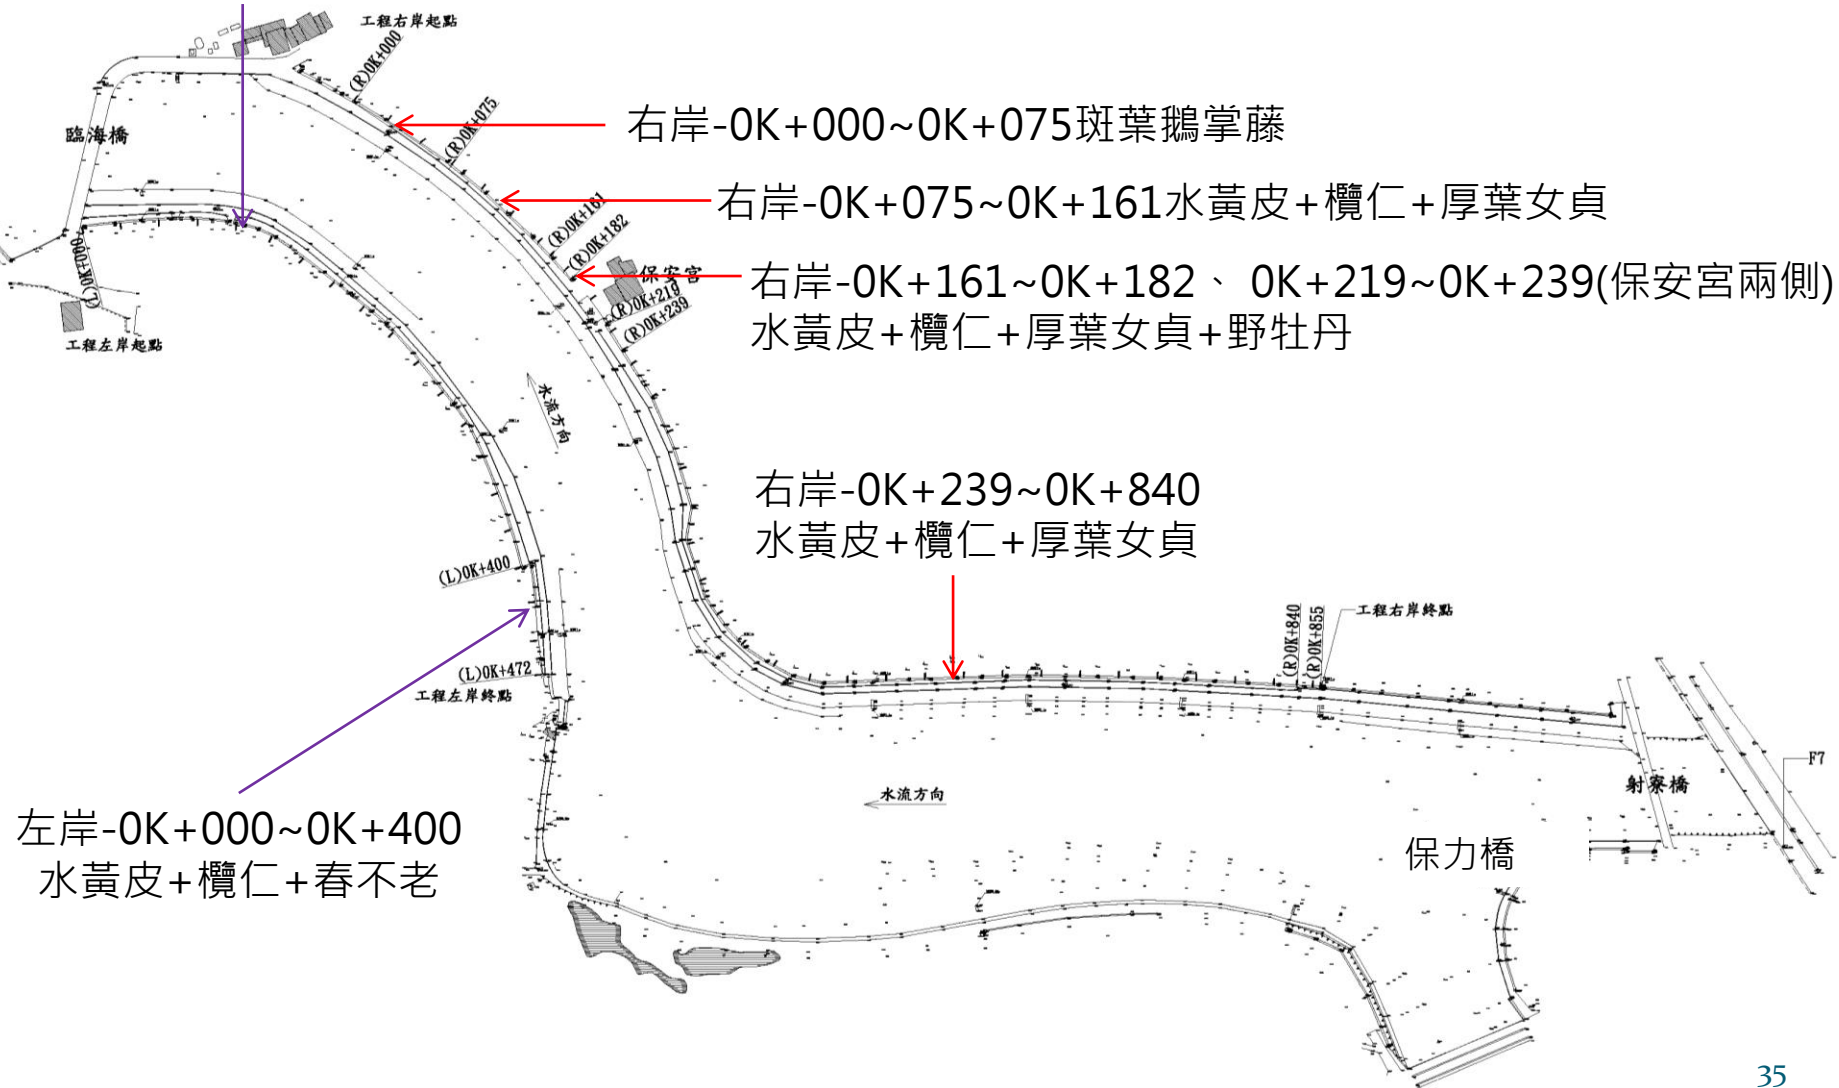 工程右岸起點
(R)0K+000
(R)0K+075
臨海橋
右岸-0K+000~0K+075斑葉鵝掌藤
右岸-0K+075~0K+161水黃皮+欖仁+厚葉女貞
(R)0K+161
(R)0K+182
保安宮
右岸-0K+161~0K+182、 0K+219~0K+239(保安宮兩側)
水黃皮+欖仁+厚葉女貞+野牡丹
(R)0K+219
(R)0K+239
(L)0K+000
工程左岸起點
水流方向
右岸-0K+239~0K+840
水黃皮+欖仁+厚葉女貞
(L)0K+400
(R)0K+840
(R)0K+855
工程右岸終點
(L)0K+472
工程左岸終點
F7
射寮橋
水流方向
左岸-0K+000~0K+400
水黃皮+欖仁+春不老
保力橋
35